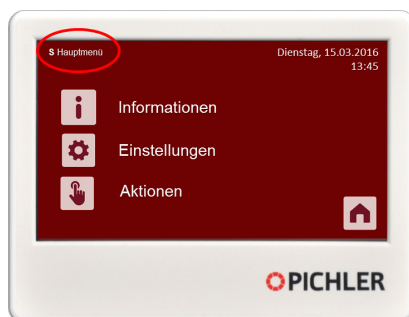 S Hauptmenü
Dienstag, 15.03.2016
13:45
Informationen
Einstellungen
Aktionen
PICHLER